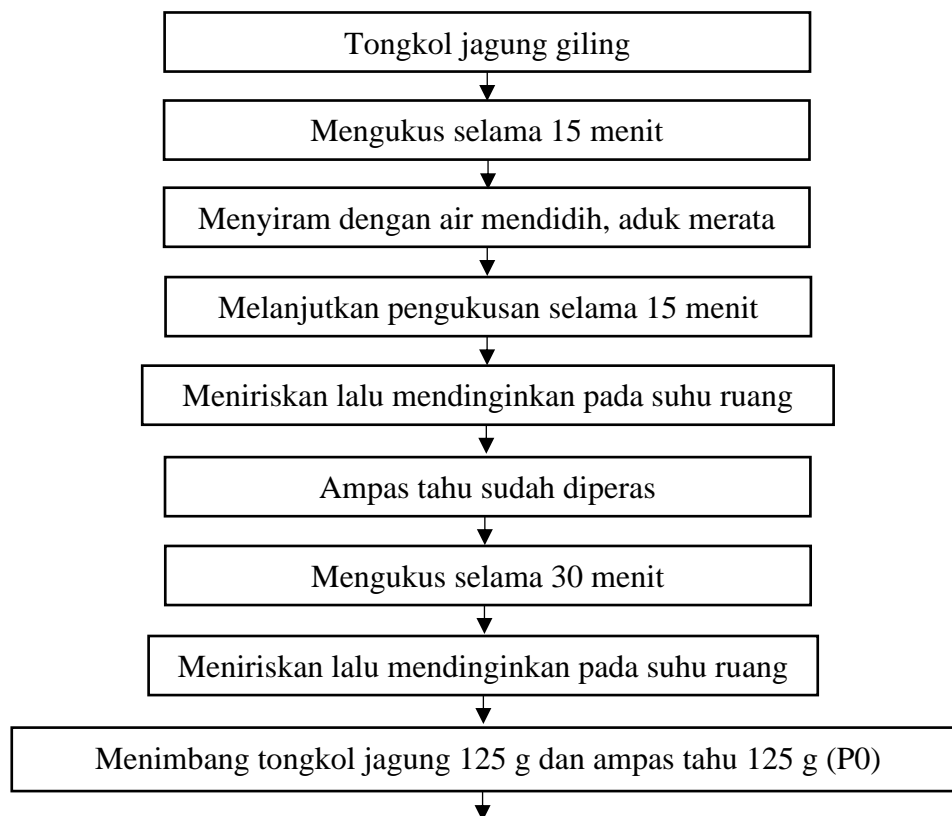 Tongkol jagung giling
Mengukus selama 15 menit
Menyiram dengan air mendidih, aduk merata
Melanjutkan pengukusan selama 15 menit
Meniriskan lalu mendinginkan pada suhu ruang
Ampas tahu sudah diperas
Mengukus selama 30 menit
Meniriskan lalu mendinginkan pada suhu ruang
Menimbang tongkol jagung 125 g dan ampas tahu 125 g (P0)